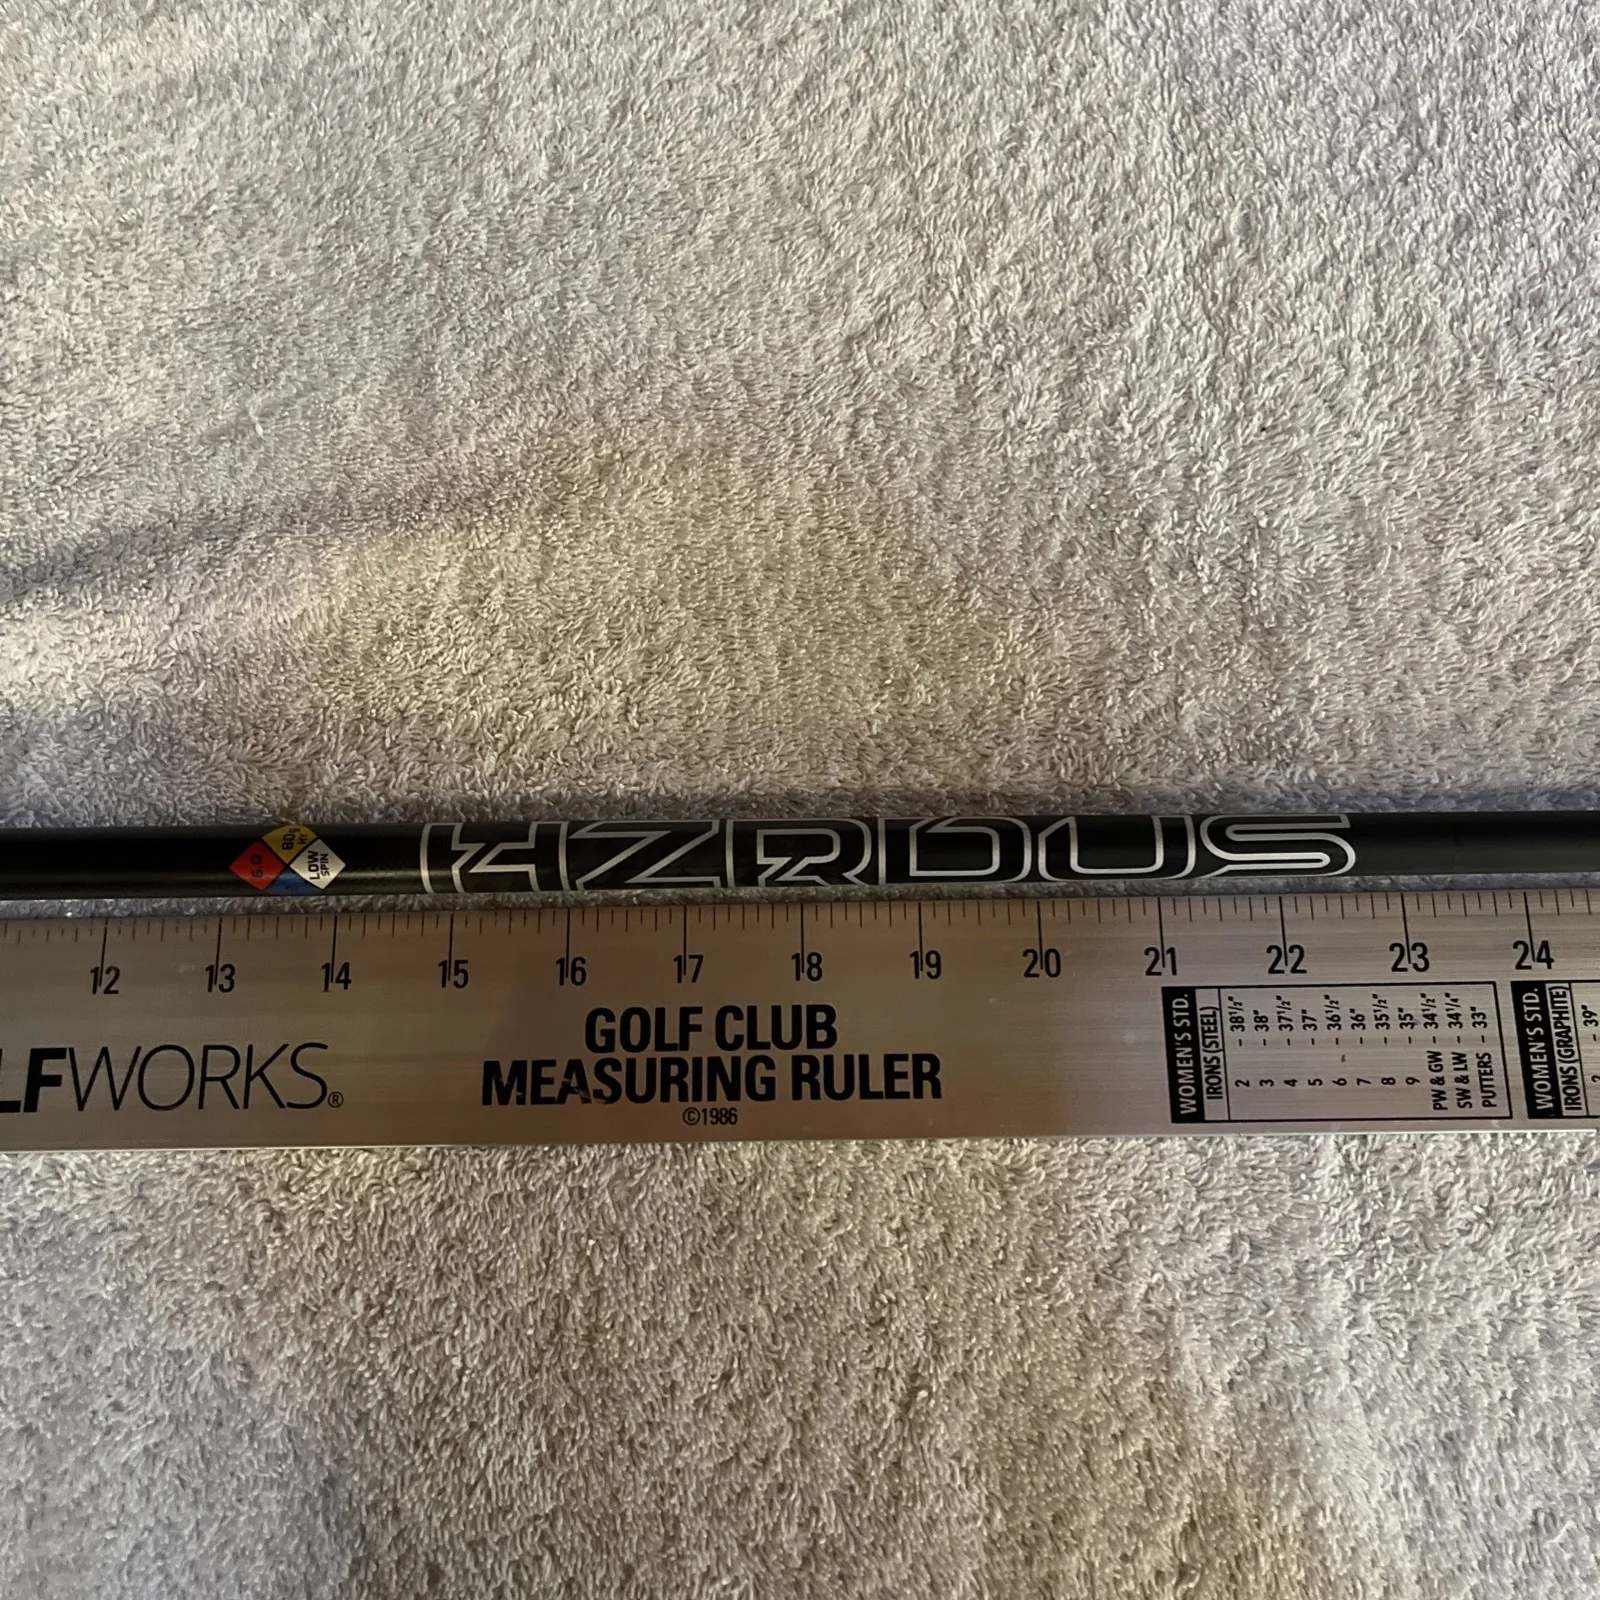 6.0
80g
HY
LOW
SPIN
HZRDUS
12 13 14 15 16 17 18 19 20 21 22 23 24
LFWORKS®
GOLF CLUB
MEASURING RULER
©1986
WOMEN'S STD.
IRONS (STEEL)
2 - 38½"
3 - 38"
4 - 37½"
5 - 37"
6 - 36½"
7 - 36"
8 - 35½"
9 - 35"
PW & GW - 34½"
SW & LW - 34¼"
PUTTERS - 33"
WOMEN'S STD.
IRONS (GRAPHITE)
2 - 39"